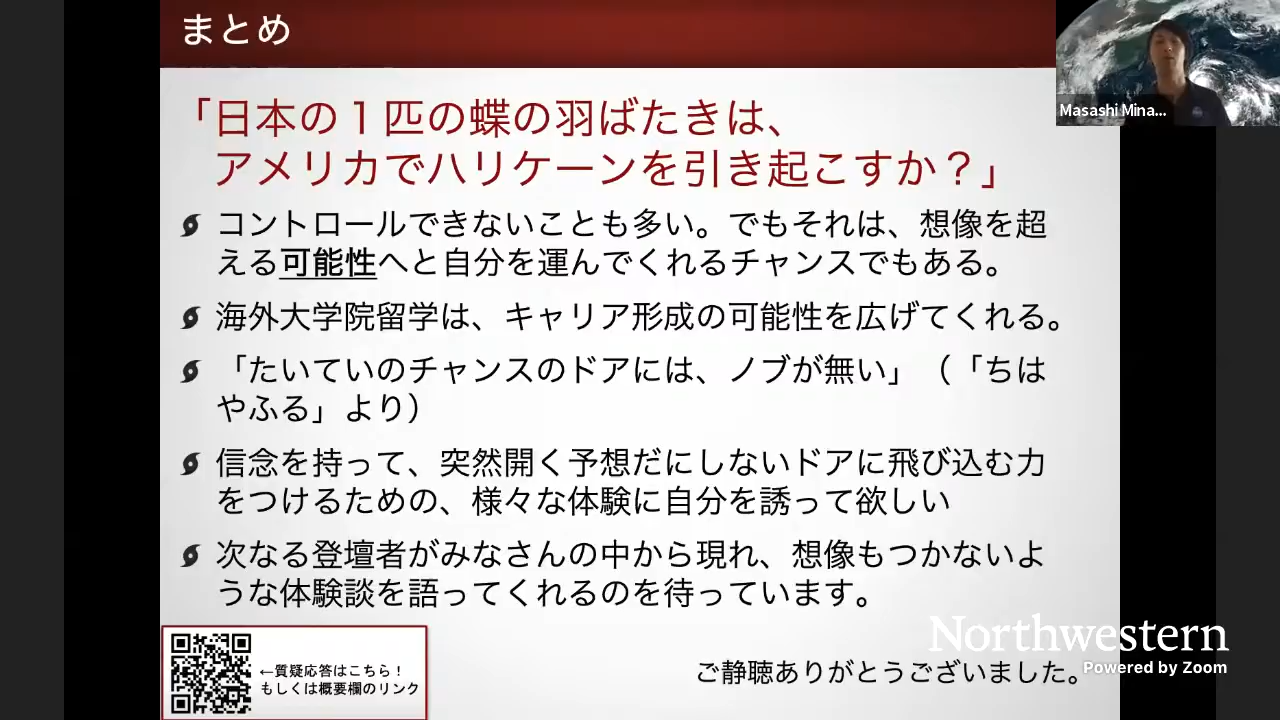 まとめ
Masashi Mina...
「日本の１匹の蝶の羽ばたきは、
アメリカでハリケーンを引き起こすか？」
コントロールできないことも多い。でもそれは、想像を超
える可能性へと自分を運んでくれるチャンスでもある。
海外大学院留学は、キャリア形成の可能性を広げてくれる。
「たいていのチャンスのドアには、ノブが無い」（「ちは
やふる」より）
信念を持って、突然開く予想だにしないドアに飛び込む力
をつけるための、様々な体験に自分を誘って欲しい
次なる登壇者がみなさんの中から現れ、想像もつかないよ
うな体験談を語ってくれるのを待っています。
←質疑応答はこちら！
もしくは概要欄のリンク
ご静聴ありがとうございました。
Northwestern
Powered by Zoom